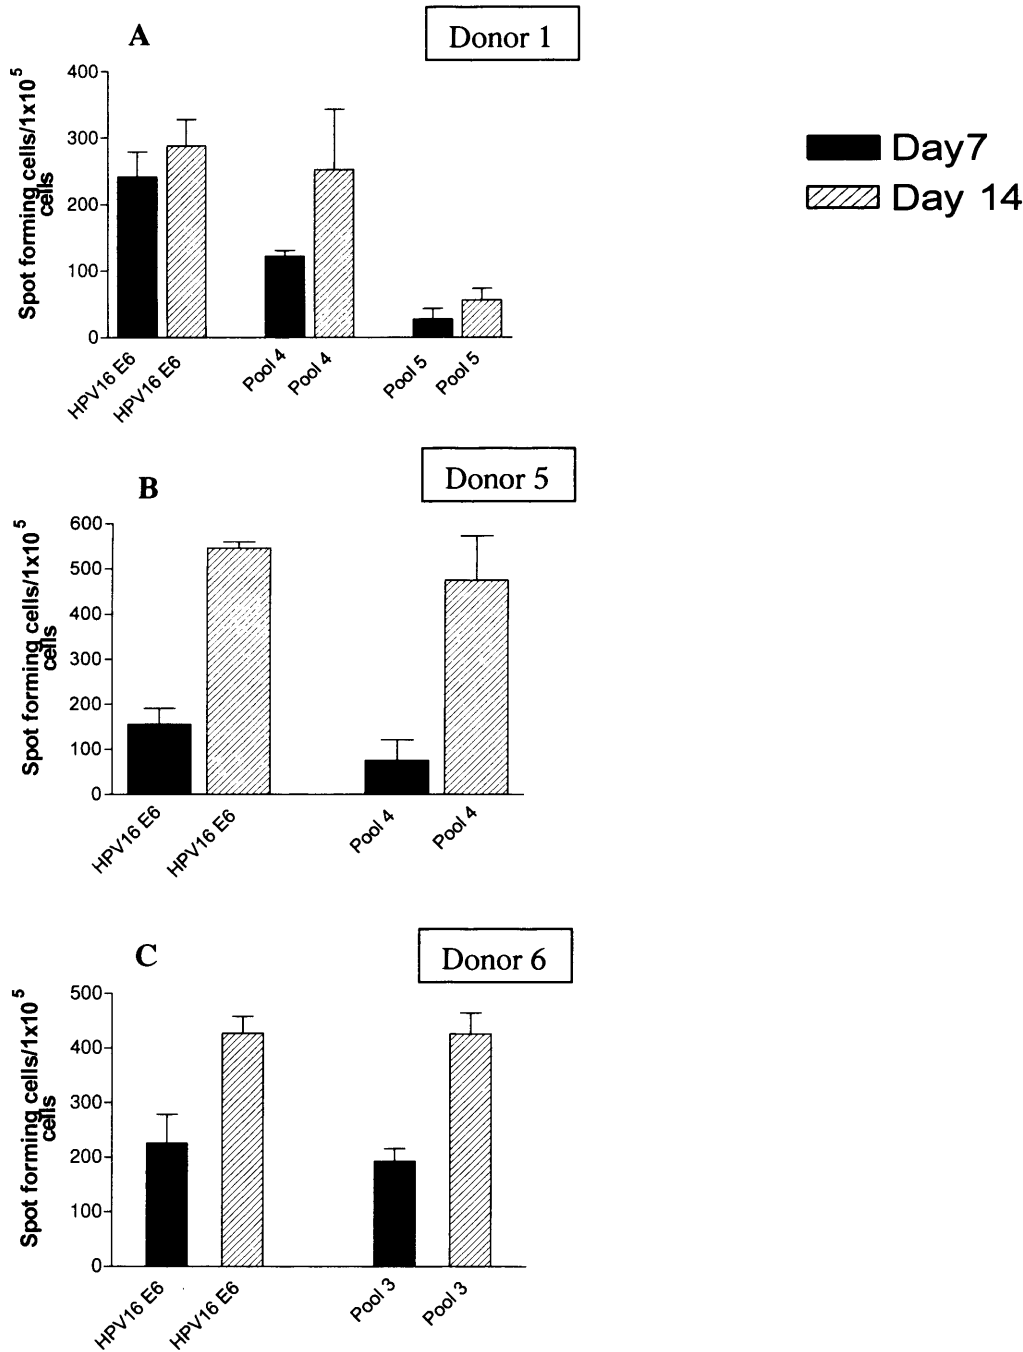 A
Donor 1
Spot forming cells/1x10 5
cells
400
300
200
100
0
HPV16 E6
HPV16 E6
Pool 4
Pool 4
Pool 5
Pool 5
Day7
Day 14
B
Donor 5
Spot forming cells/1x10 5
cells
600
500
400
300
200
100
0
HPV16 E6
HPV16 E6
Pool 4
Pool 4
C
Donor 6
Spot forming cells/1x10 5
cells
500
400
300
200
100
0
HPV16 E6
HPV16 E6
Pool 3
Pool 3